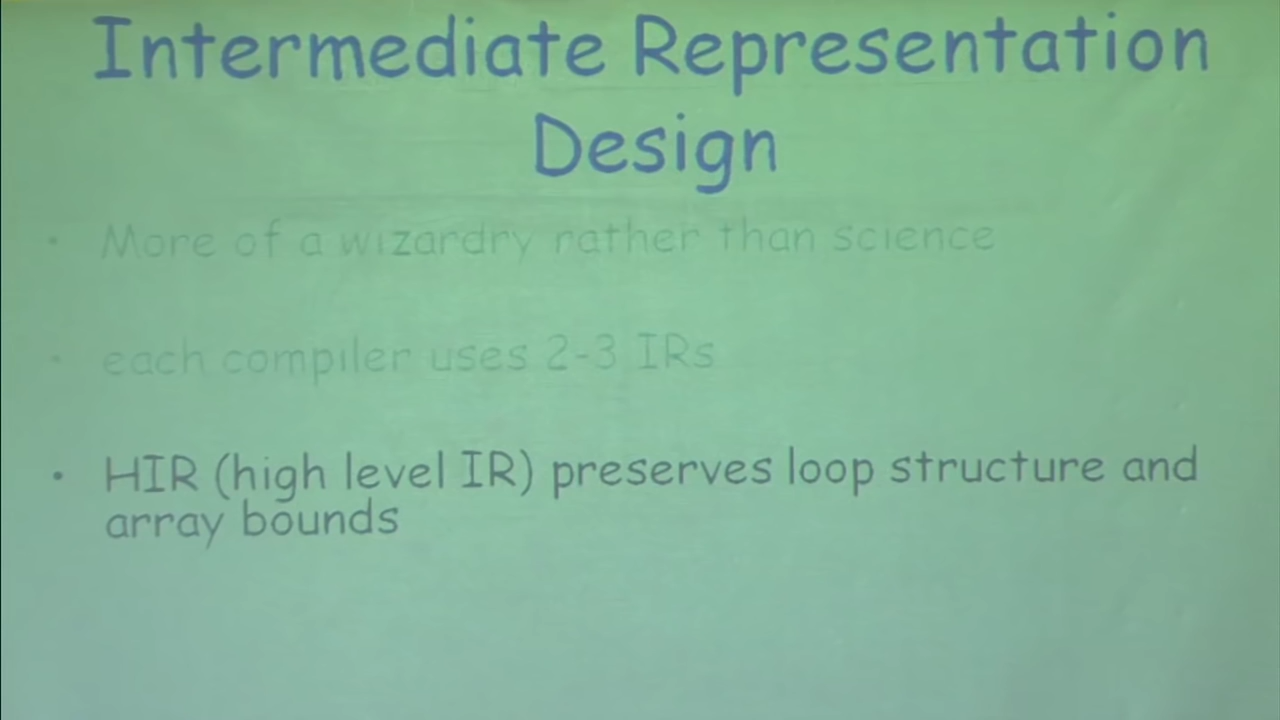 Intermediate Representation
Design
• More of a wizardry rather than science
• each compiler uses 2-3 IRs
• HIR (high level IR) preserves loop structure and
array bounds